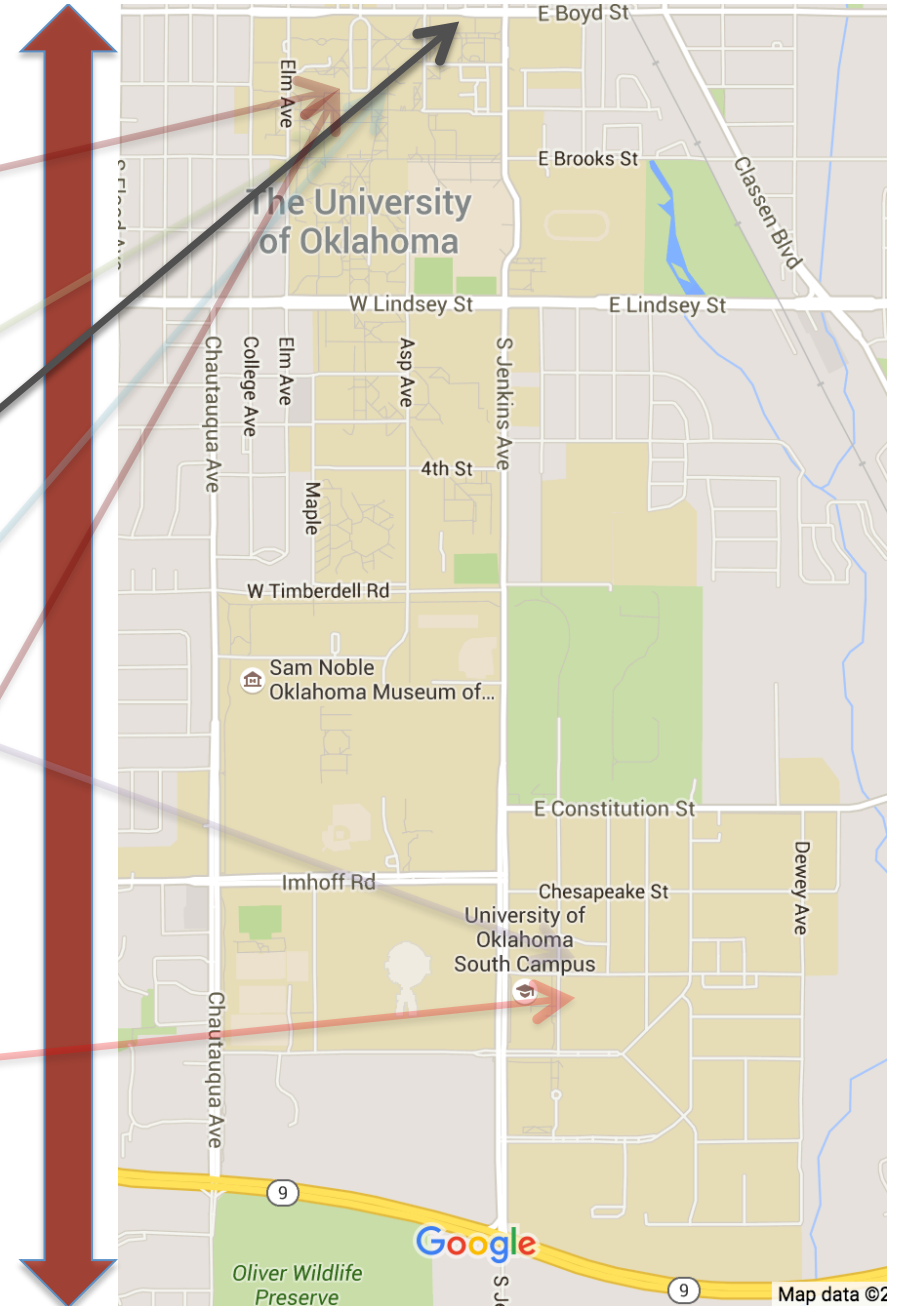 E Boyd St
Elm Ave
E Brooks St
Classen Blvd
The University
of Oklahoma
W Lindsey St
E Lindsey St
Chautauqua Ave
College Ave
Elm Ave
Asp Ave
S Jenkins Ave
4th St
Maple
W Timberdell Rd
Sam Noble
Oklahoma Museum of...
E Constitution St
Dewey Ave
Imhoff Rd
Chesapeake St
University of
Oklahoma
South Campus
Chautauqua Ave
9
Google
Oliver Wildlife
Preserve
9
Map data ©2